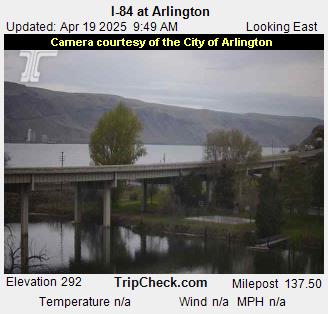 I-84 at Arlington
Updated: Apr 19 2025 9:49 AM Looking East
Camera courtesy of the City of Arlington
Elevation 292 TripCheck.com Milepost 137.50
Temperature n/a Wind n/a MPH n/a